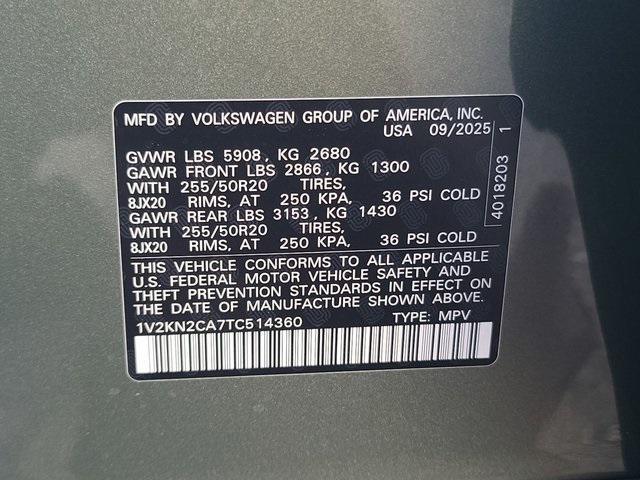 MFD BY VOLKSWAGEN GROUP OF AMERICA, INC.
USA 09/2025
GVWR LBS 5908, KG 2680
GAWR FRONT LBS 2866, KG 1300
WITH 255/50R20 TIRES,
8JX20 RIMS, AT 250 KPA, 36 PSI COLD
GAWR REAR LBS 3153, KG 1430
WITH 255/50R20 TIRES,
8JX20 RIMS, AT 250 KPA, 36 PSI COLD
4018203 1
THIS VEHICLE CONFORMS TO ALL APPLICABLE
U.S. FEDERAL MOTOR VEHICLE SAFETY AND
THEFT PREVENTION STANDARDS IN EFFECT ON
THE DATE OF MANUFACTURE SHOWN ABOVE.
1V2KN2CA7TC514360 TYPE: MPV